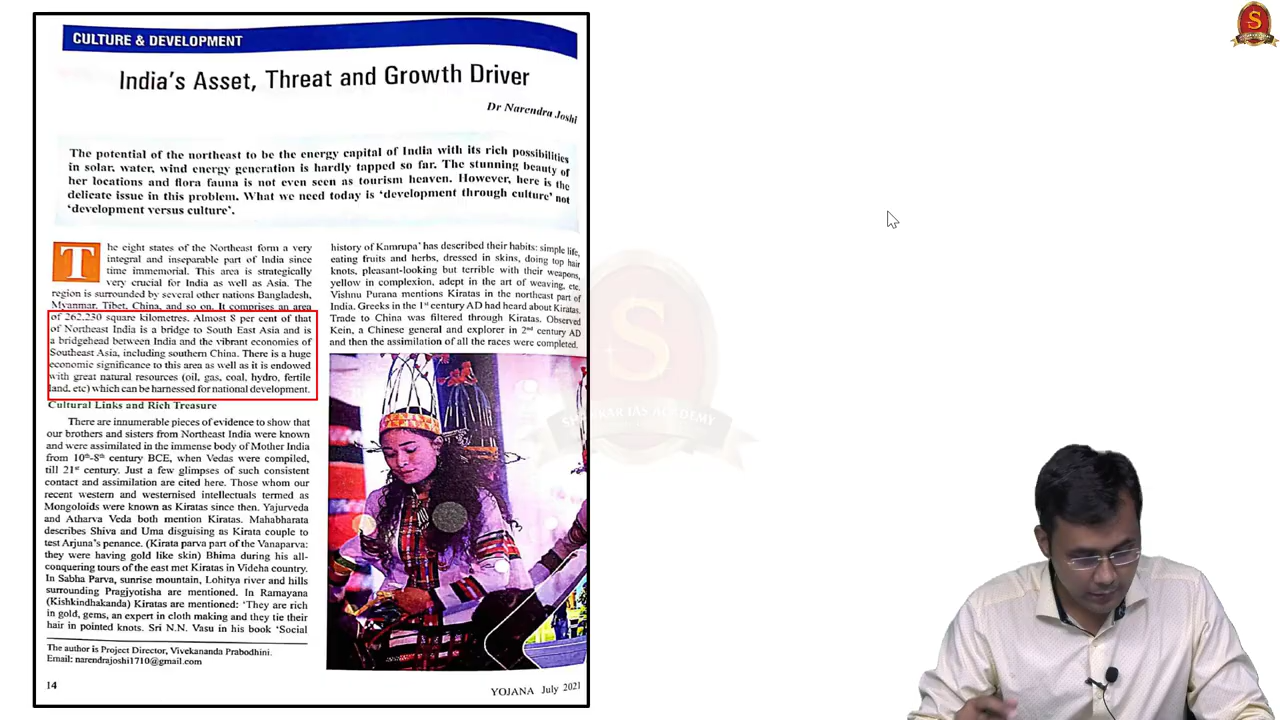 CULTURE & DEVELOPMENT
India's Asset, Threat and Growth Driver
Dr Narendra Joshi
The potential of the northeast to be the energy capital of India with its rich possibilities
in solar, water, wind energy generation is hardly tapped so far. The stunning beauty of
her locations and flora fauna is not even seen as tourism heaven. However, here is the
delicate issue in this problem. What we need today is 'development through culture' not
'development versus culture'.
The eight states of the Northeast form a very
integral and inseparable part of India since
time immemorial. This area is strategically
very crucial for India as well as Asia. The
region is surrounded by several other nations Bangladesh,
Myanmar, Tibet, China, and so on. It comprises an area
of 262,230 square kilometres. Almost 8 per cent of that
of Northeast India is a bridge to South East Asia and is
a bridgehead between India and the vibrant economies of
Southeast Asia, including southern China. There is a huge
economic significance to this area as well as it is endowed
with great natural resources (oil, gas, coal, hydro, fertile
land, etc) which can be harnessed for national development.
Cultural Links and Rich Treasure
There are innumerable pieces of evidence to show that
our brothers and sisters from Northeast India were known
and were assimilated in the immense body of Mother India
from 10th-8th century BCE, when Vedas were compiled,
till 21st century. Just a few glimpses of such consistent
contact and assimilation are cited here. Those whom our
recent western and westernised intellectuals termed as
Mongoloids were known as Kiratas since then. Yajurveda
and Atharva Veda both mention Kiratas. Mahabharata
describes Shiva and Uma disguising as Kirata couple to
test Arjuna's penance. (Kirata parva part of the Vanaparva:
they were having gold like skin) Bhima during his all-
conquering tours of the east met Kiratas in Videha country.
In Sabha Parva, sunrise mountain, Lohitya river and hills
surrounding Pragjyotisha are mentioned. In Ramayana
(Kishkindhakanda) Kiratas are mentioned: 'They are rich
in gold, gems, an expert in cloth making and they tie their
hair in pointed knots. Sri N.N. Vasu in his book 'Social
history of Kamrupa' has described their habits: simple life,
eating fruits and herbs, dressed in skins, doing top hair
knots, pleasant-looking but terrible with their weapons,
yellow in complexion, adept in the art of weaving, etc.
Vishnu Purana mentions Kiratas in the northeast part of
India. Greeks in the 1st century AD had heard about Kiratas.
Trade to China was filtered through Kiratas. Observed
Kein, a Chinese general and explorer in 2nd century AD
and then the assimilation of all the races were completed.
The author is Project Director, Vivekananda Prabodhini.
Email: narendrajoshi1710@gmail.com
14
YOJANA July 2021
S
SHANKAR IAS ACADEMY
S